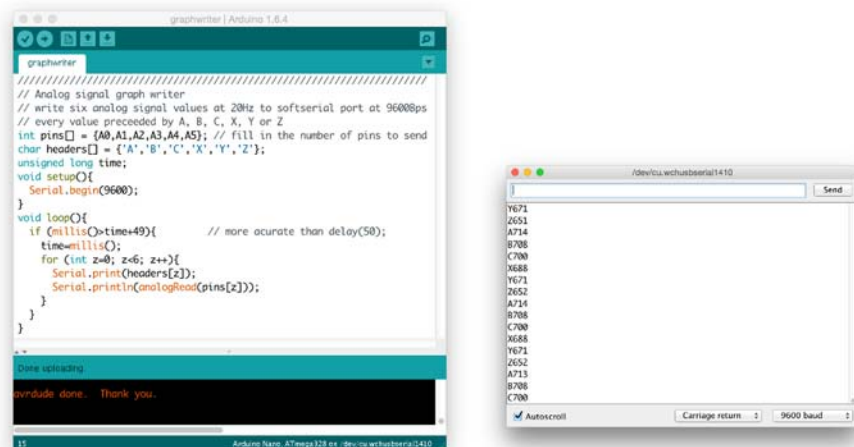 graphwriter | Arduino 1.6.4
graphwriter
///////////////////////////////////////////////////////////////////////
// Analog signal graph writer
// write six analog signal values at 20Hz to softserial port at 9600Bps
// every value preceeded by A, B, C, X, Y or Z
int pins[] = {A0,A1,A2,A3,A4,A5}; // fill in the number of pins to send
char headers[] = {'A','B','C','X','Y','Z'};
unsigned long time;
void setup(){
Serial.begin(9600);
}
void loop(){
if (millis()>time+49){ // more acurate than delay(50);
time=millis();
for (int z=0; z<6; z++){
Serial.print(headers[z]);
Serial.println(analogRead(pins[z]));
}
}
}
Done uploading.
avrdude done. Thank you.
15 Arduino Nano, ATmega328 on /dev/cu.wchusbserial1410
/dev/cu.wchusbserial1410
Send
Y671
Z651
A714
B708
C700
X688
Y671
Z652
A714
B708
C700
X688
Y671
Z652
A713
B708
C700
Autoscroll Carriage return 9600 baud